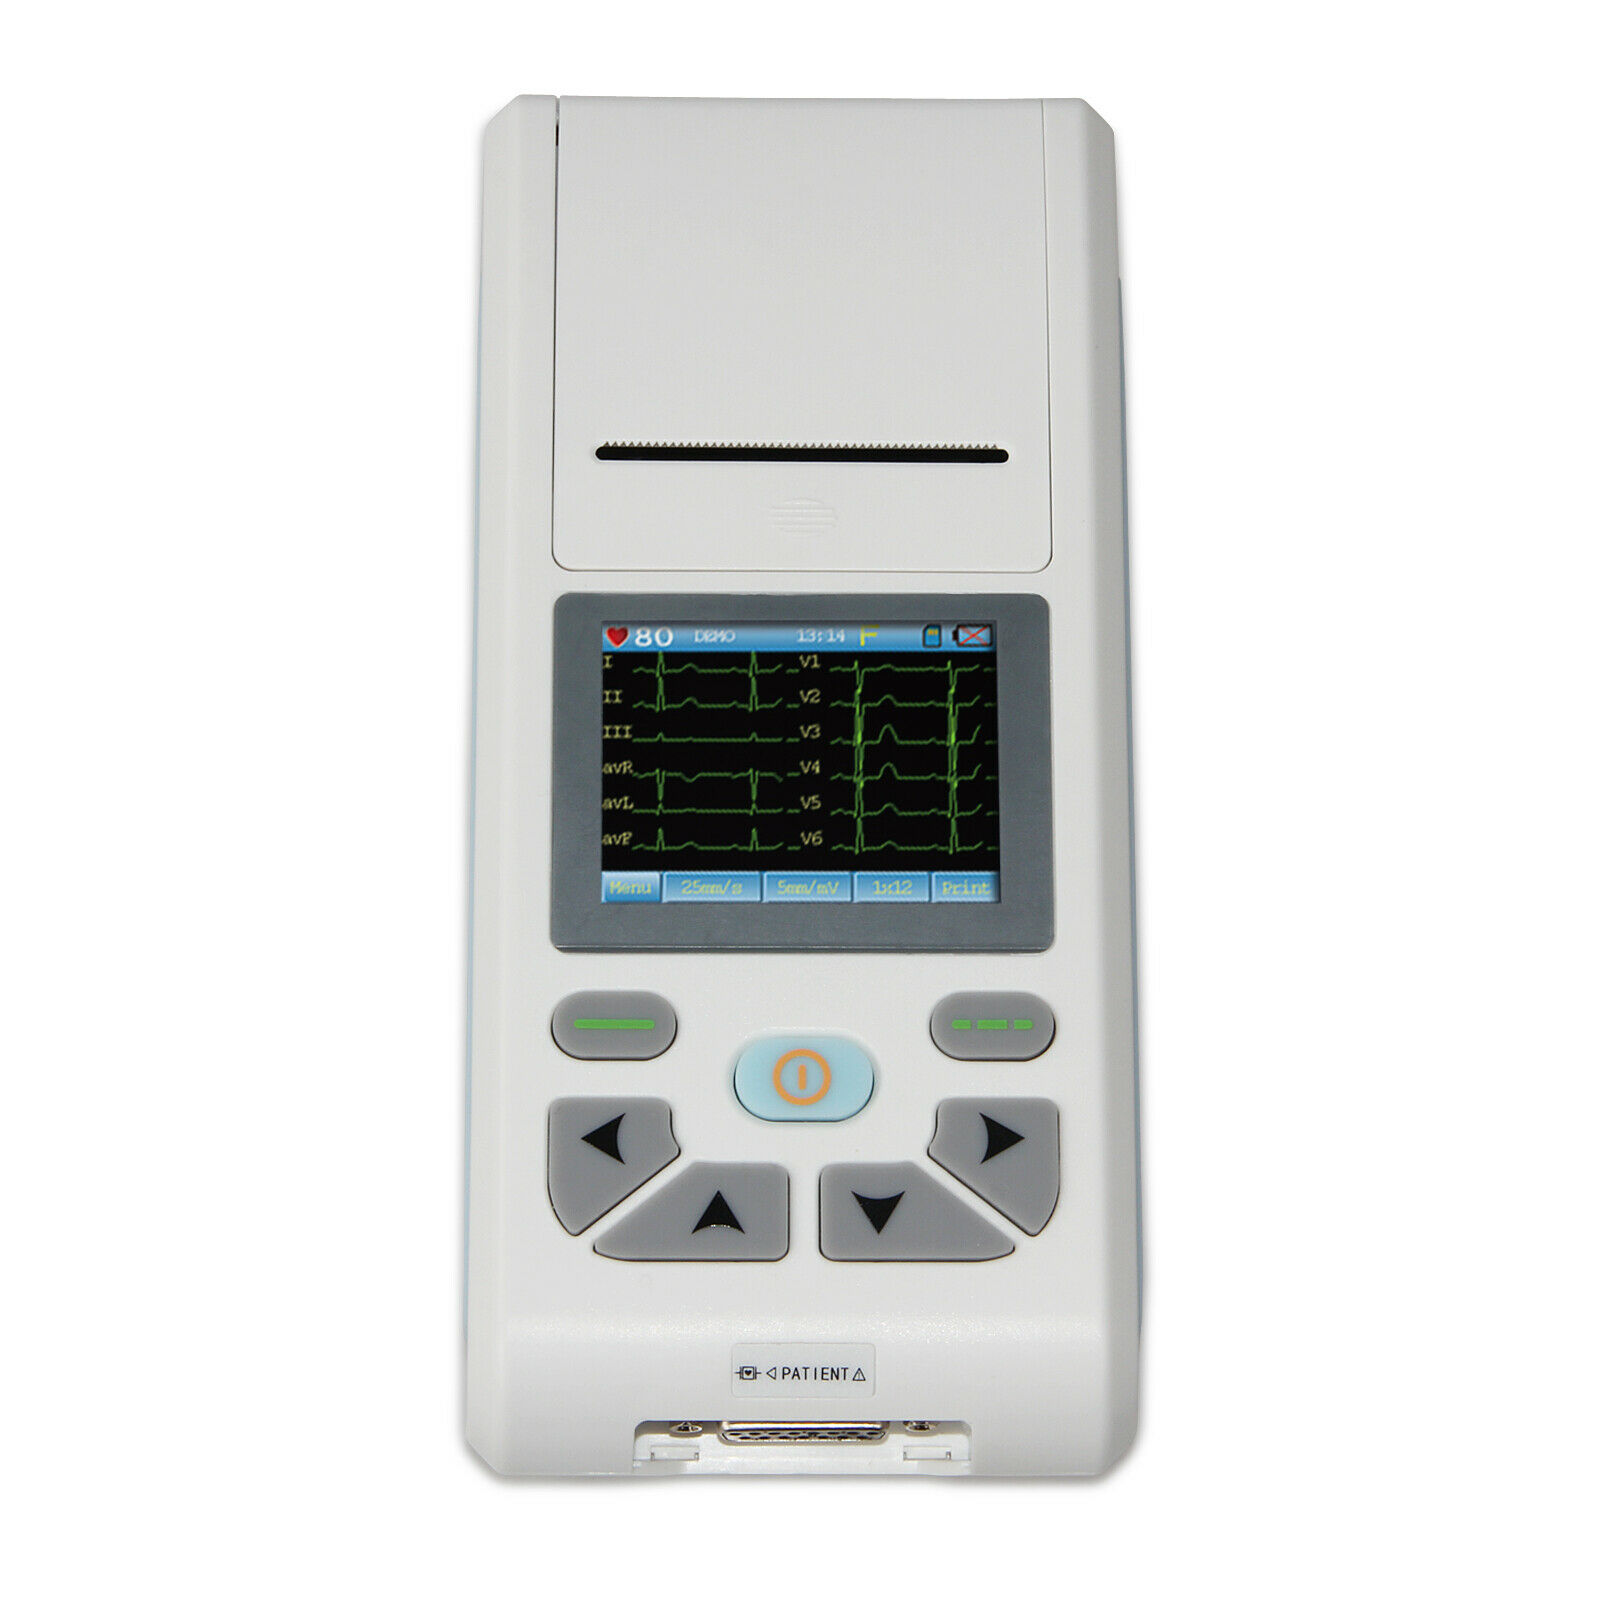 80 DEMO 13:14 F
I V1
II V2
III V3
avR V4
avL V5
avF V6
Menu 25mm/s 5mm/mV 1x12 Print
PATIENT